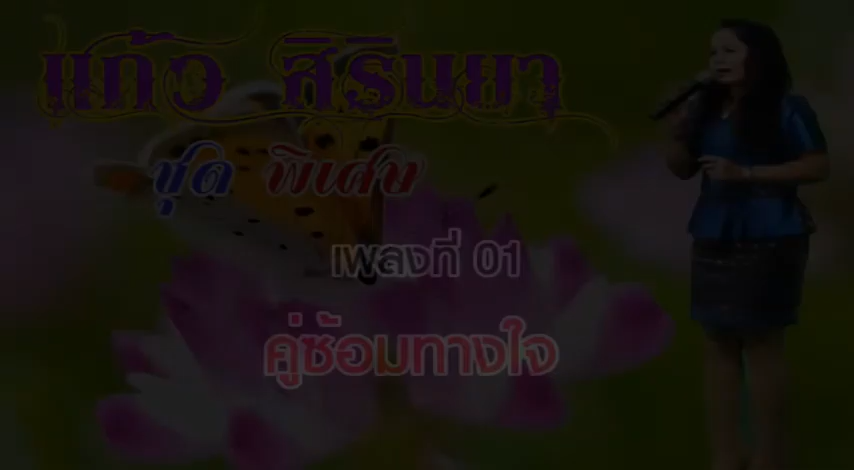 แก้ว สิรินยา
ชุด พิเศษ
เพลงที่ 01
คู่ซ้อมทางใจ